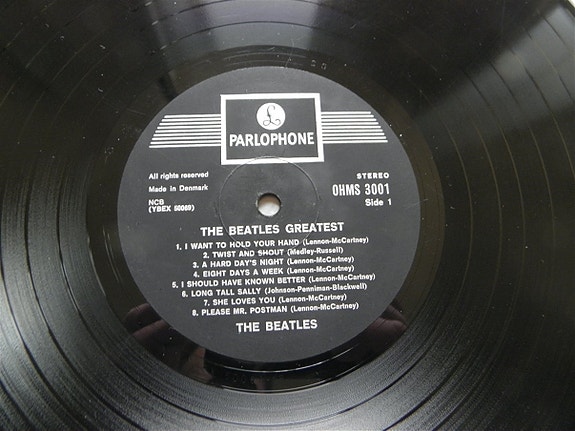 £
PARLOPHONE
All rights reserved
Made in Denmark
NCB
(YBEX 50089)
STEREO
OHMS 3001
Side 1
THE BEATLES GREATEST
1. I WANT TO HOLD YOUR HAND (Lennon-McCartney)
2. TWIST AND SHOUT (Medley-Russell)
3. A HARD DAY'S NIGHT (Lennon-McCartney)
4. EIGHT DAYS A WEEK (Lennon-McCartney)
5. I SHOULD HAVE KNOWN BETTER (Lennon-McCartney)
6. LONG TALL SALLY (Johnson-Penniman-Blackwell)
7. SHE LOVES YOU (Lennon-McCartney)
8. PLEASE MR. POSTMAN (Lennon-McCartney)
THE BEATLES